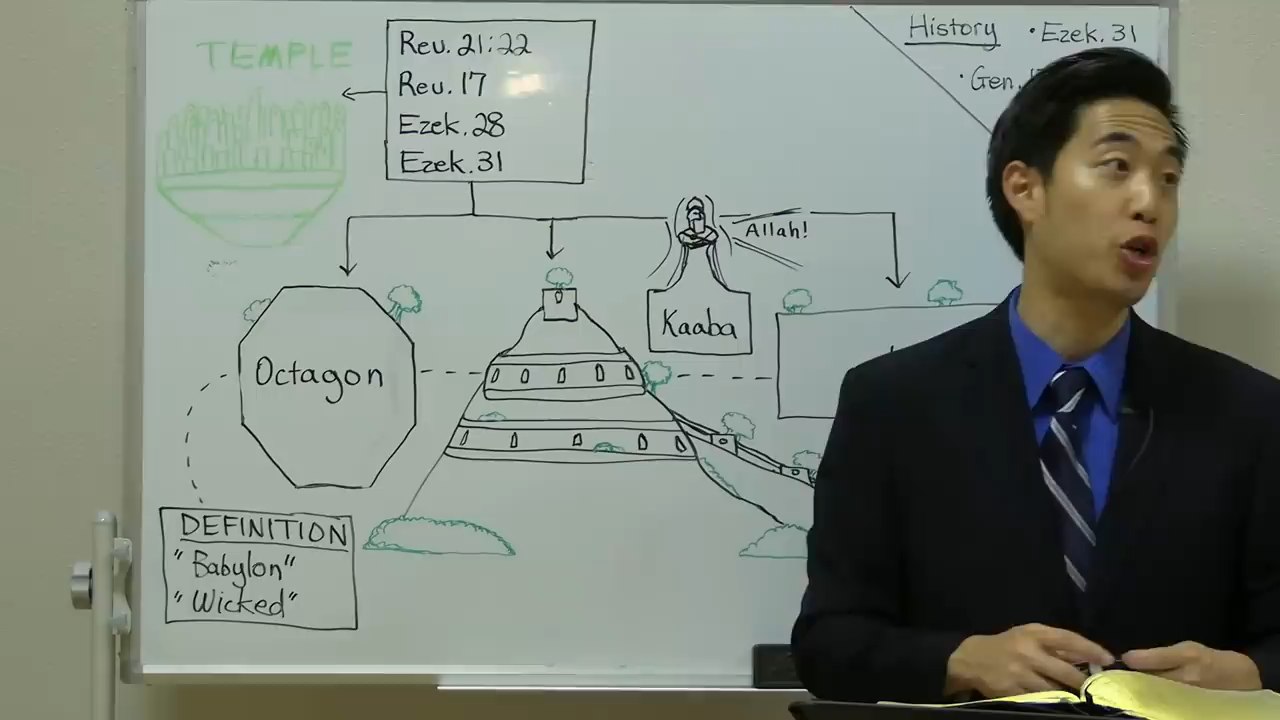 TEMPLE
Rev. 21:22
Rev. 17
Ezek. 28
Ezek. 31
History
• Ezek. 31
• Gen.
Allah!
Octagon
Kaaba
DEFINITION
"Babylon"
"Wicked"